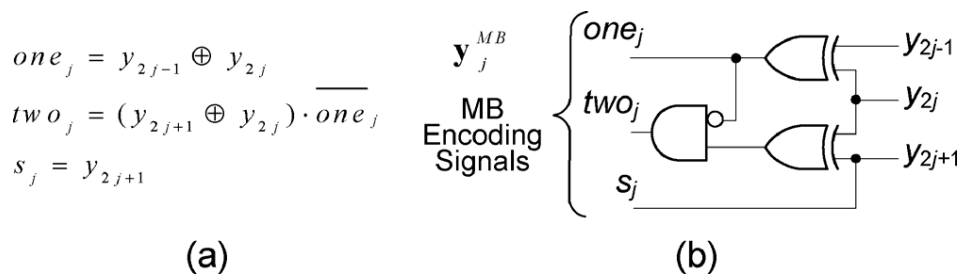 one_j = y_{2j-1} ⊕ y_{2j}
two_j = (y_{2j+1} ⊕ y_{2j}) · \overline{one_j}
s_j = y_{2j+1}
(a)
y_j^{MB}
MB
Encoding
Signals
one_j
two_j
s_j
y_{2j-1}
y_{2j}
y_{2j+1}
(b)